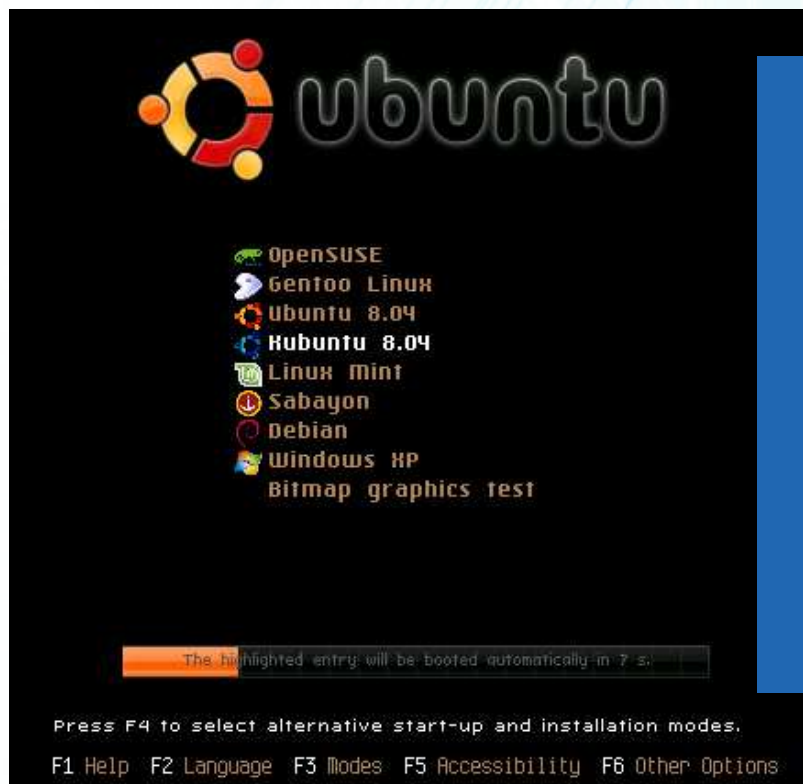 ubuntu
OpenSUSE
Gentoo Linux
Ubuntu 8.04
Kubuntu 8.04
Linux Mint
Sabayon
Debian
Windows XP
Bitmap graphics test
The highlighted entry will be booted automatically in 7 s.
Press F4 to select alternative start-up and installation modes.
F1 Help F2 Language F3 Modes F5 Accessibility F6 Other Options